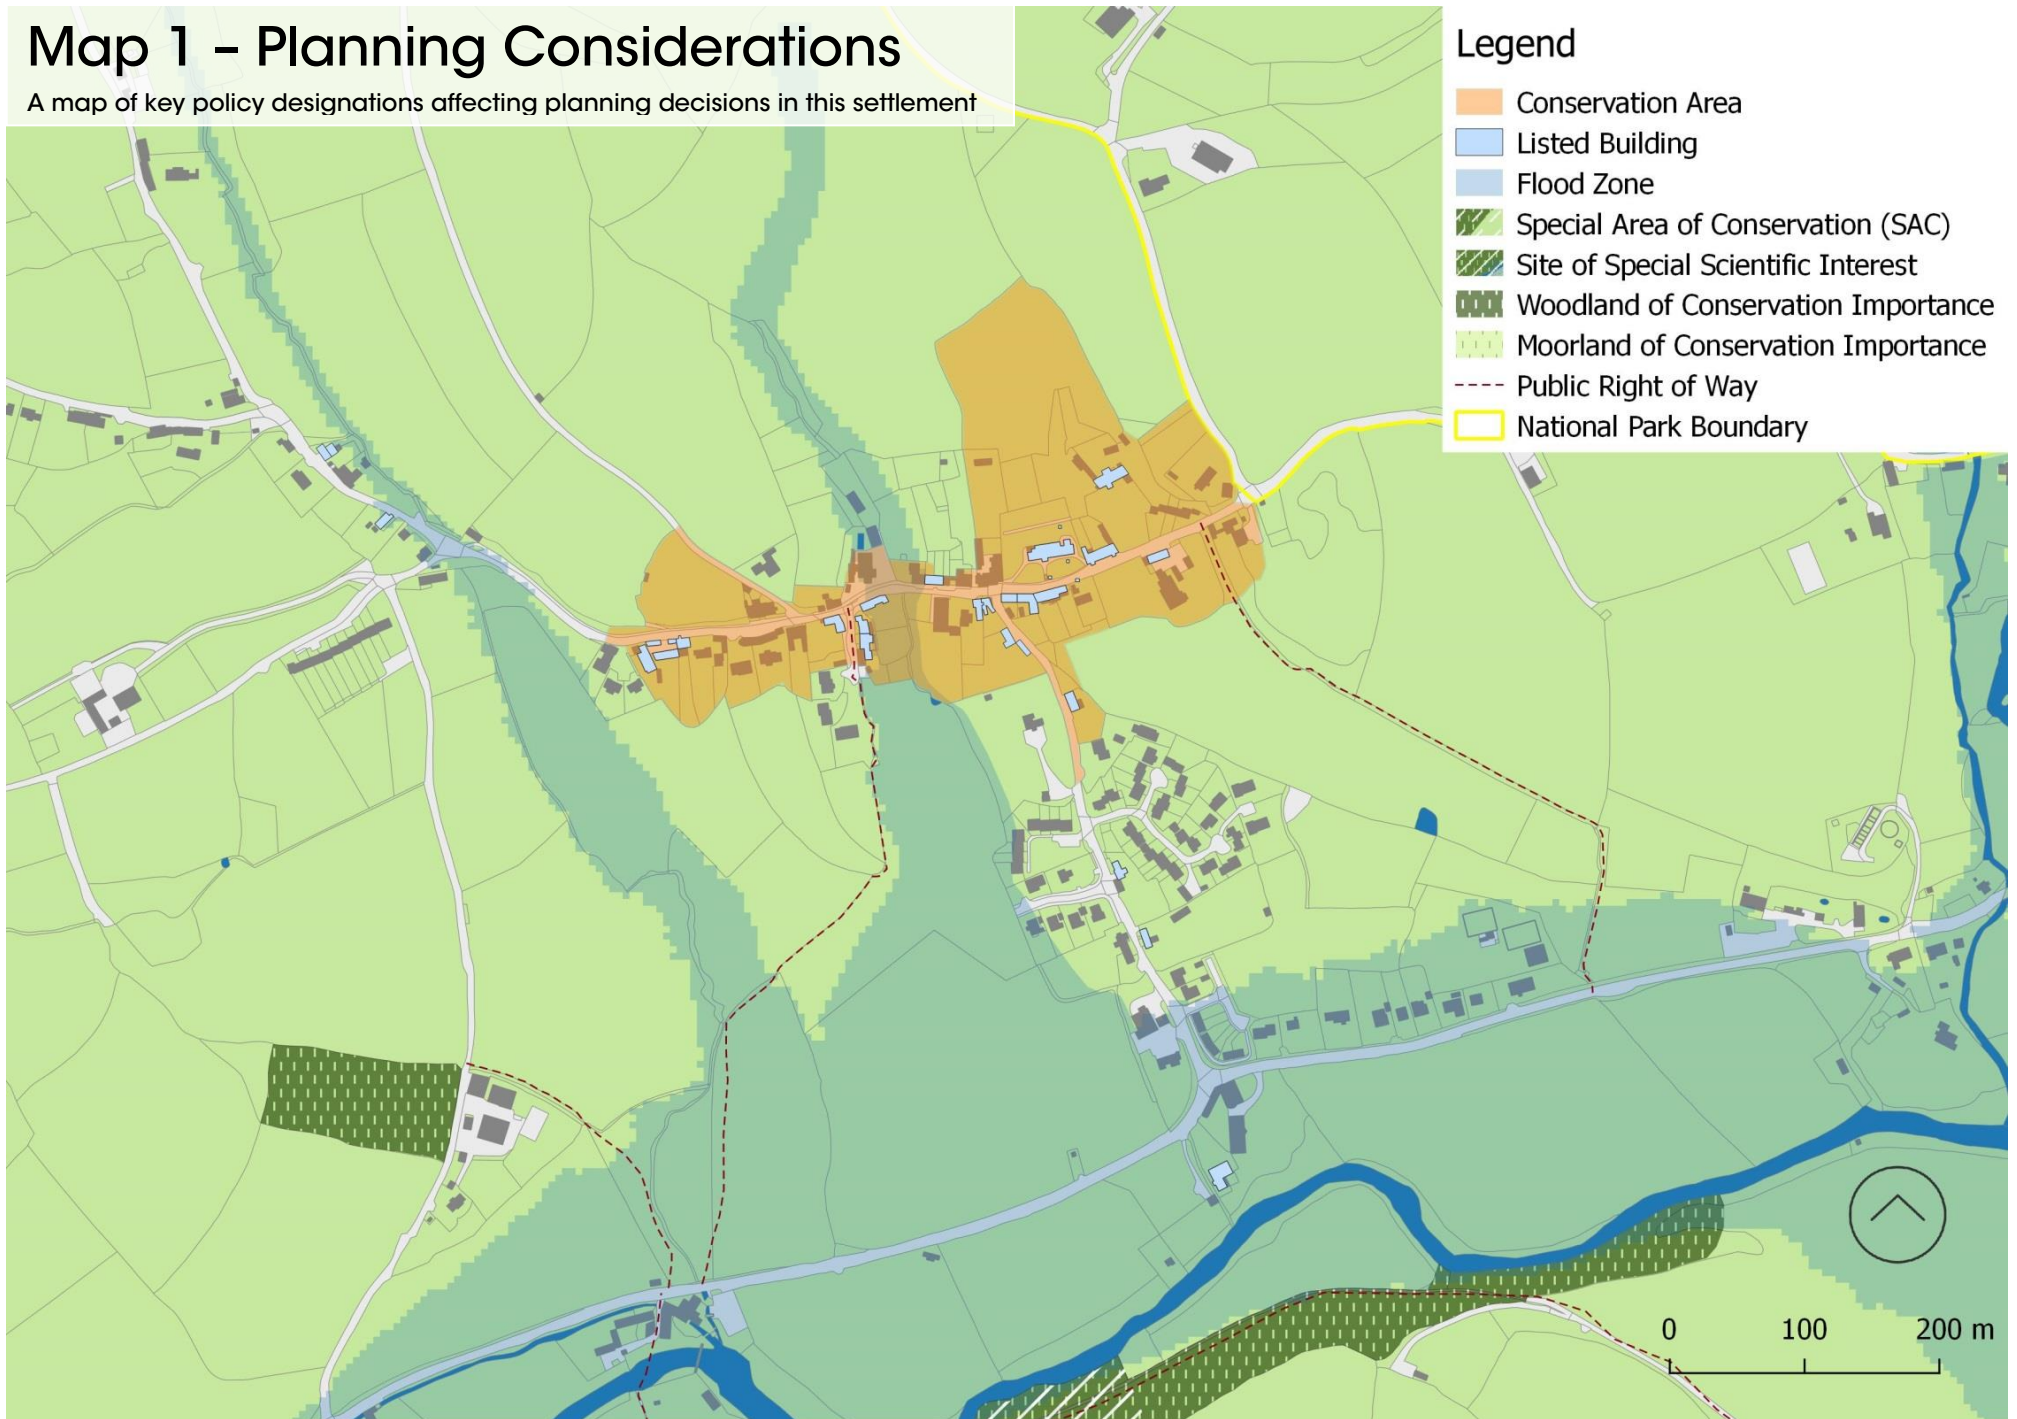 Map 1 – Planning Considerations
A map of key policy designations affecting planning decisions in this settlement
Legend
Conservation Area
Listed Building
Flood Zone
Special Area of Conservation (SAC)
Site of Special Scientific Interest
Woodland of Conservation Importance
Moorland of Conservation Importance
Public Right of Way
National Park Boundary
0 100 200 m